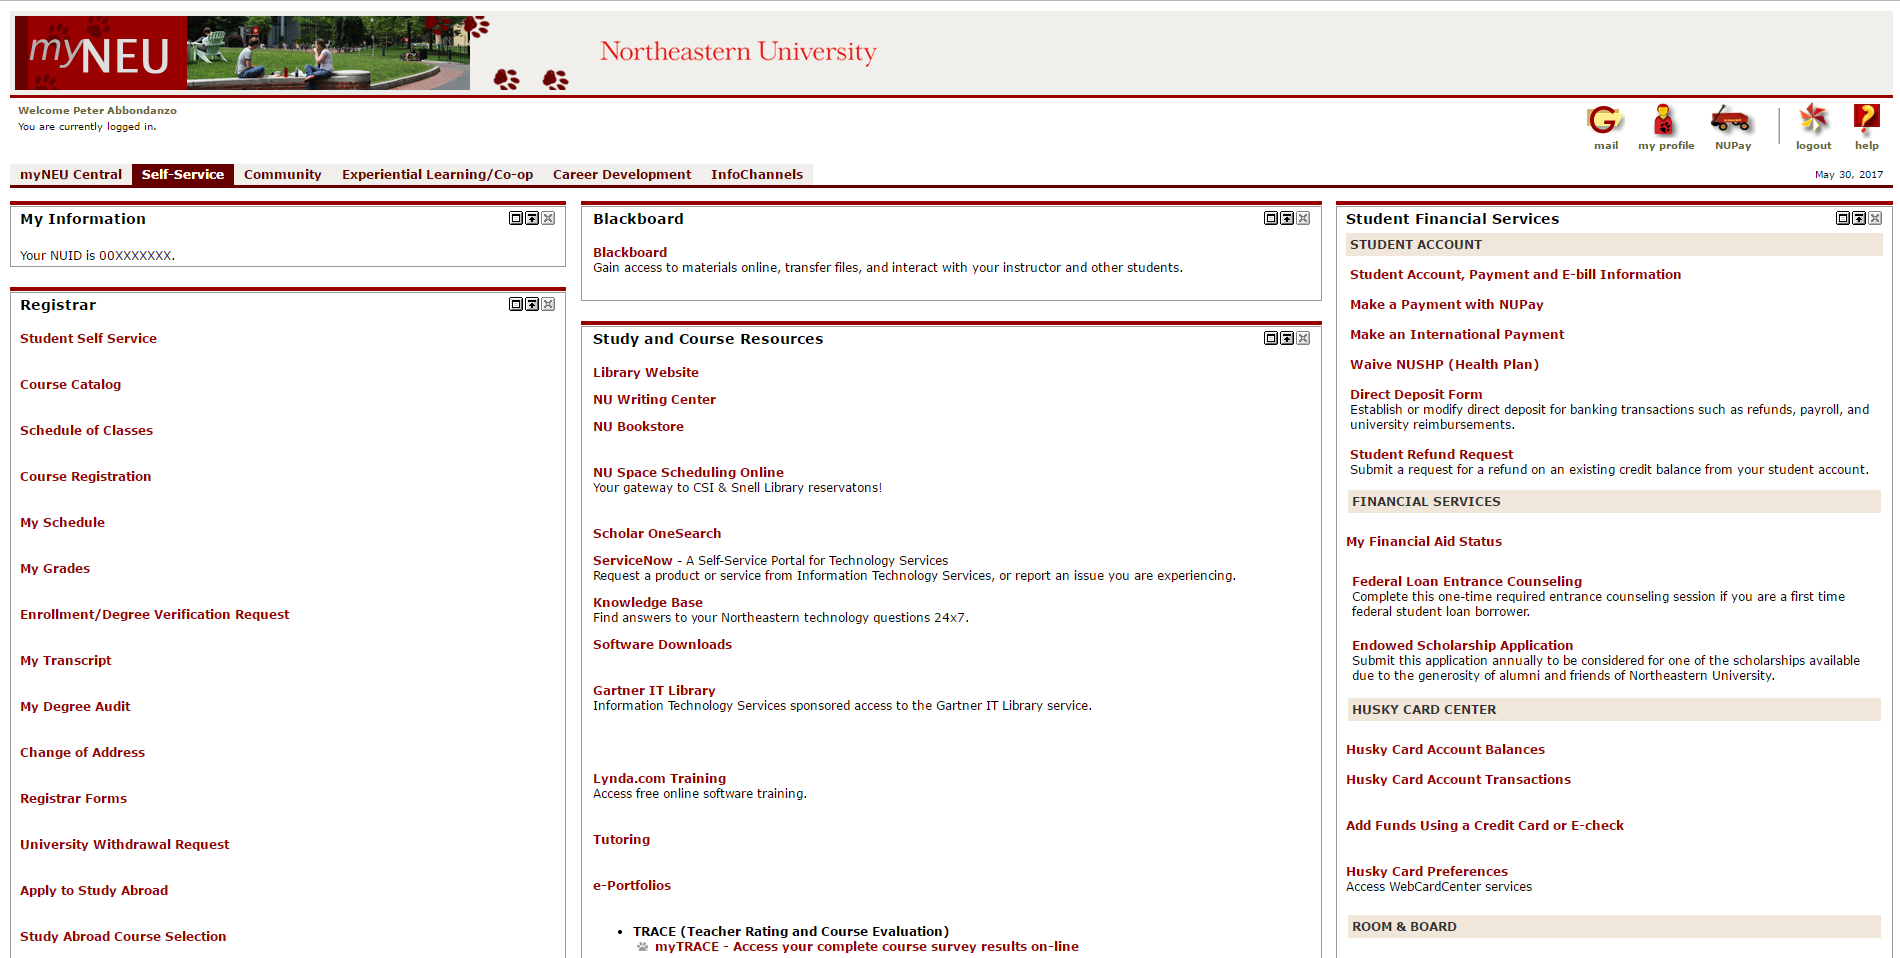 myNEU
Northeastern University
Welcome Peter Abbondanzo
You are currently logged in.
mail
my profile
NUPay
logout
help
myNEU Central
Self-Service
Community
Experiential Learning/Co-op
Career Development
InfoChannels
May 30, 2017
My Information
Your NUID is 00XXXXXXX.
Registrar
Student Self Service
Course Catalog
Schedule of Classes
Course Registration
My Schedule
My Grades
Enrollment/Degree Verification Request
My Transcript
My Degree Audit
Change of Address
Registrar Forms
University Withdrawal Request
Apply to Study Abroad
Study Abroad Course Selection
Blackboard
Blackboard
Gain access to materials online, transfer files, and interact with your instructor and other students.
Study and Course Resources
Library Website
NU Writing Center
NU Bookstore
NU Space Scheduling Online
Your gateway to CSI & Snell Library reservatons!
Scholar OneSearch
ServiceNow - A Self-Service Portal for Technology Services
Request a product or service from Information Technology Services, or report an issue you are experiencing.
Knowledge Base
Find answers to your Northeastern technology questions 24x7.
Software Downloads
Gartner IT Library
Information Technology Services sponsored access to the Gartner IT Library service.
Lynda.com Training
Access free online software training.
Tutoring
e-Portfolios
• TRACE (Teacher Rating and Course Evaluation)
myTRACE - Access your complete course survey results on-line
Student Financial Services
STUDENT ACCOUNT
Student Account, Payment and E-bill Information
Make a Payment with NUPay
Make an International Payment
Waive NUSHP (Health Plan)
Direct Deposit Form
Establish or modify direct deposit for banking transactions such as refunds, payroll, and
university reimbursements.
Student Refund Request
Submit a request for a refund on an existing credit balance from your student account.
FINANCIAL SERVICES
My Financial Aid Status
Federal Loan Entrance Counseling
Complete this one-time required entrance counseling session if you are a first time
federal student loan borrower.
Endowed Scholarship Application
Submit this application annually to be considered for one of the scholarships available
due to the generosity of alumni and friends of Northeastern University.
HUSKY CARD CENTER
Husky Card Account Balances
Husky Card Account Transactions
Add Funds Using a Credit Card or E-check
Husky Card Preferences
Access WebCardCenter services
ROOM & BOARD